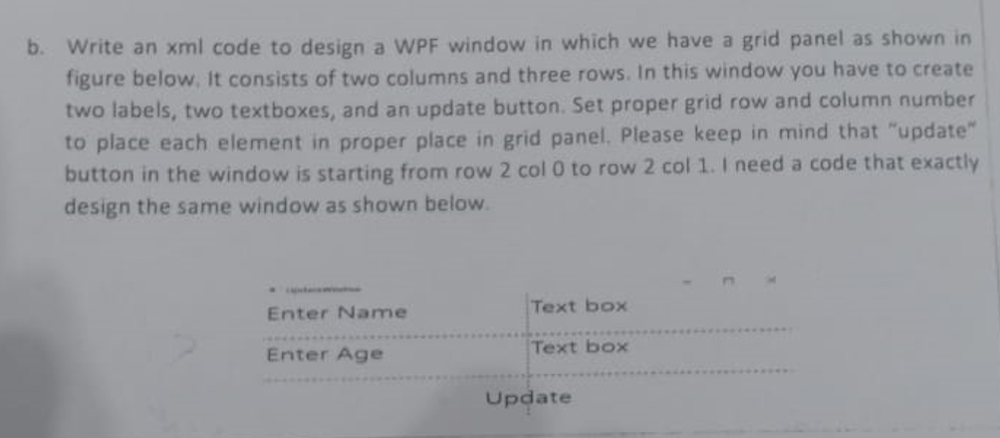 b. Write an xml code to design a WPF window in which we have a grid panel as shown in
figure below. It consists of two columns and three rows. In this window you have to create
two labels, two textboxes, and an update button. Set proper grid row and column number
to place each element in proper place in grid panel. Please keep in mind that "update"
button in the window is starting from row 2 col 0 to row 2 col 1. I need a code that exactly
design the same window as shown below.
Enter Name Text box
Enter Age Text box
Update